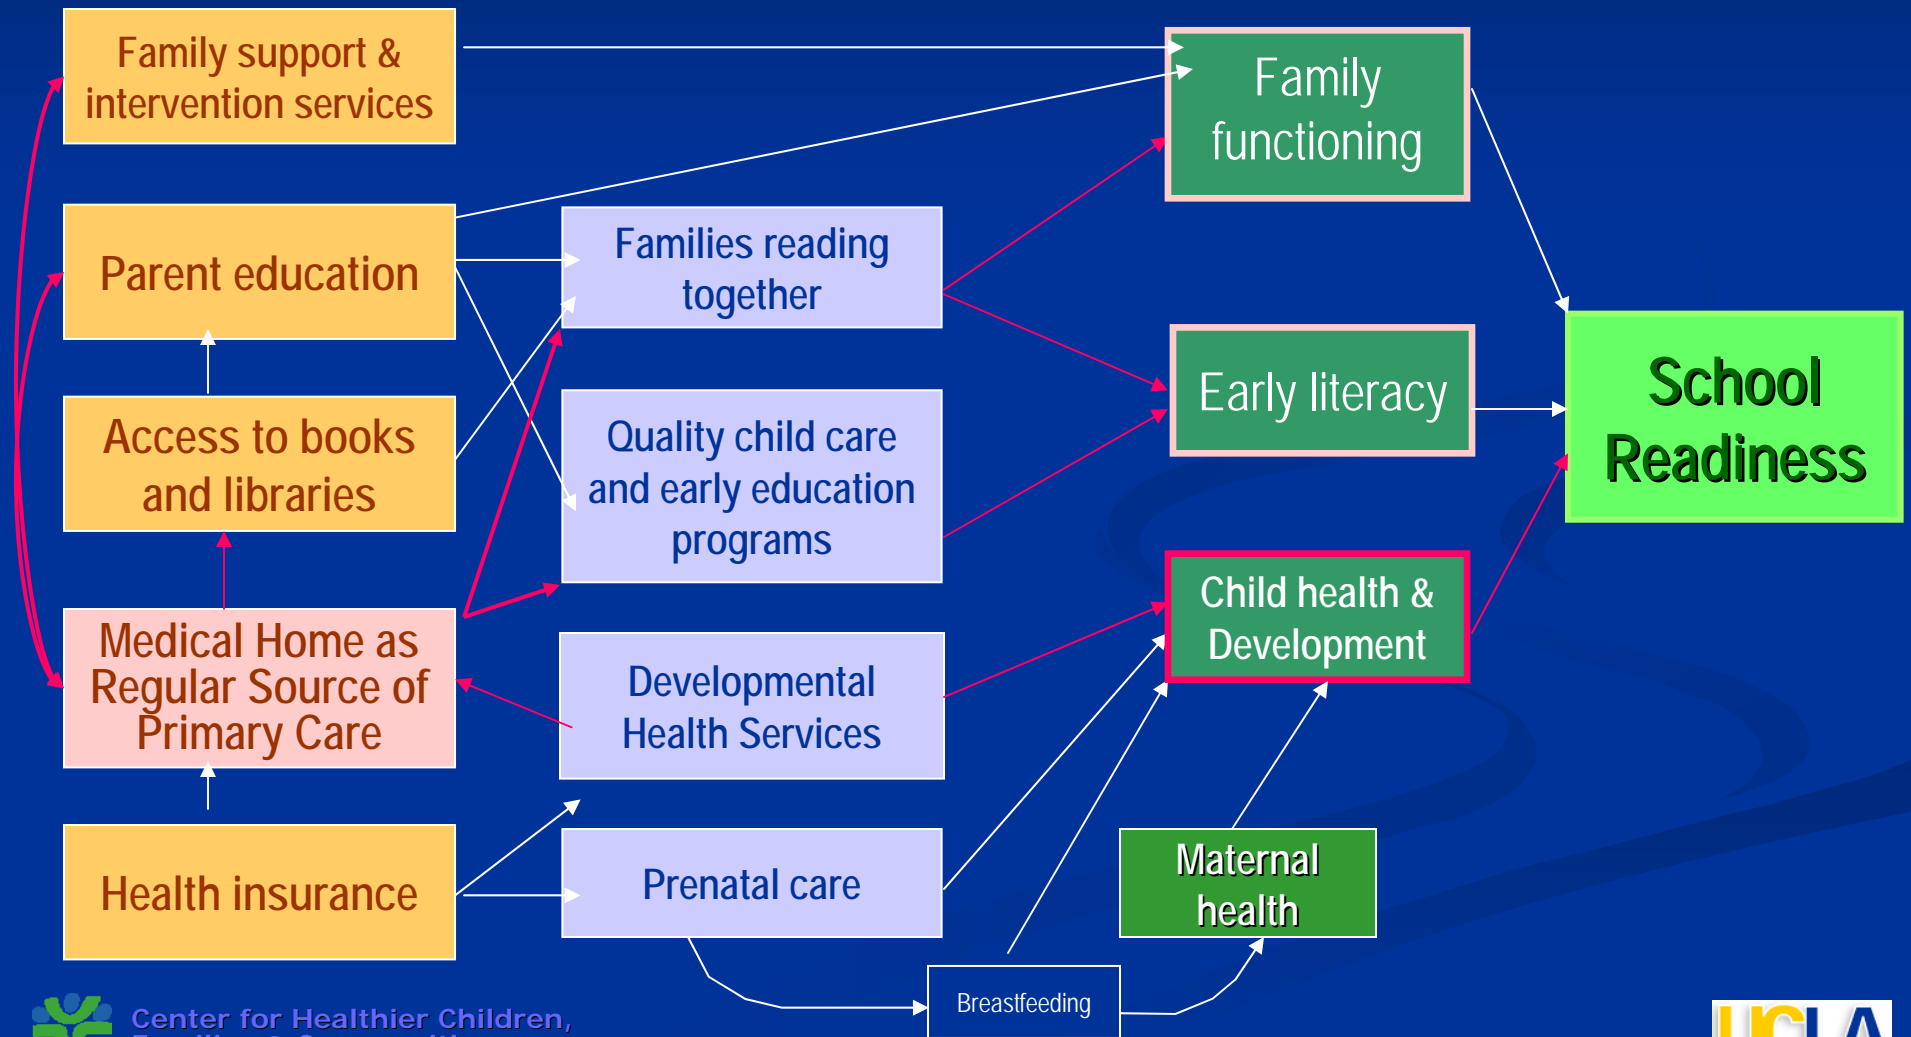 Family support &
intervention services
Family
functioning
Parent education
Families reading
together
Early literacy
School
Readiness
Access to books
and libraries
Quality child care
and early education
programs
Child health &
Development
Medical Home as
Regular Source of
Primary Care
Developmental
Health Services
Health insurance
Prenatal care
Maternal
health
Breastfeeding
Center for Healthier Children,
UCLA